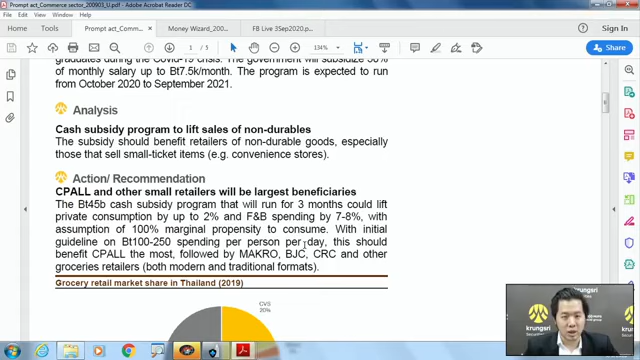 Prompt act_Commerce sector_200903_U.pdf - Adobe Acrobat Reader DC
File Edit View Window Help
Home Tools Prompt act_Comme... × Money Wizard_200... FB Live 3Sep2020.p... Sign In
1 / 5 134% Share
graduates during the Covid-19 crisis. The government will subsidize 50%
of monthly salary up to Bt7.5k/month. The program is expected to run
from October 2020 to September 2021.
Analysis
Cash subsidy program to lift sales of non-durables
The subsidy should benefit retailers of non-durable goods, especially
those that sell small-ticket items (e.g. convenience stores).
Action/ Recommendation
CPALL and other small retailers will be largest beneficiaries
The Bt45b cash subsidy program that will run for 3 months could lift
private consumption by up to 2% and F&B spending by 7-8%, with
assumption of 100% marginal propensity to consume. With initial
guideline on Bt100-250 spending per person per day, this should
benefit CPALL the most, followed by MAKRO, BJC, CRC and other
groceries retailers (both modern and traditional formats).
Grocery retail market share in Thailand (2019)
CVS
20%
krungsri
Securities
krungsri